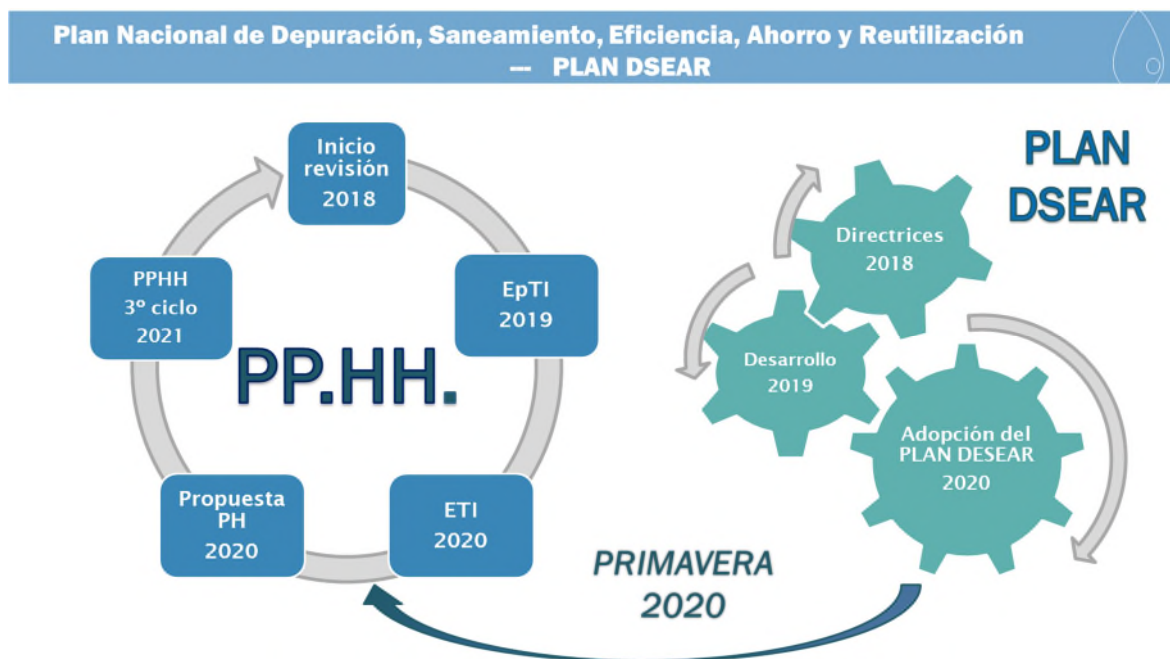 Plan Nacional de Depuración, Saneamiento, Eficiencia, Ahorro y Reutilización
— PLAN DSEAR
Inicio
revisión
2018
EpTI
2019
ETI
2020
Propuesta
PH
2020
PPHH
3º ciclo
2021
PP.HH.
PLAN
DSEAR
Directrices
2018
Desarrollo
2019
Adopción del
PLAN DESEAR
2020
PRIMAVERA
2020